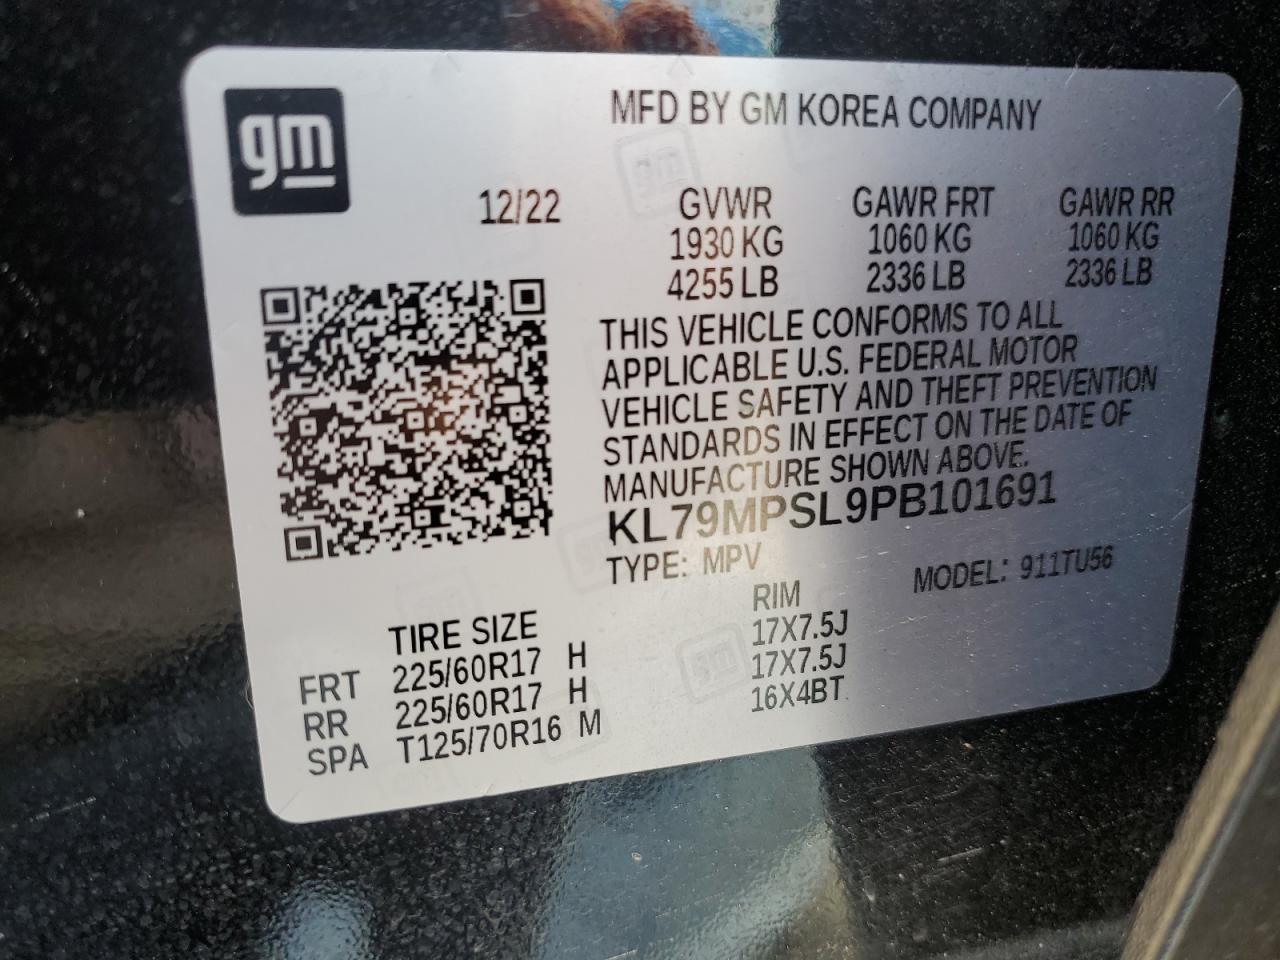 gm
MFD BY GM KOREA COMPANY
12/22
GVWR GAWR FRT GAWR RR
1930 KG 1060 KG 1060 KG
4255 LB 2336 LB 2336 LB
THIS VEHICLE CONFORMS TO ALL
APPLICABLE U.S. FEDERAL MOTOR
VEHICLE SAFETY AND THEFT PREVENTION
STANDARDS IN EFFECT ON THE DATE OF
MANUFACTURE SHOWN ABOVE.
KL79MPSL9PB101691
TYPE: MPV MODEL: 911TU56
TIRE SIZE RIM
FRT 225/60R17 H 17X7.5J
RR 225/60R17 H 17X7.5J
SPA T125/70R16 M 16X4BT